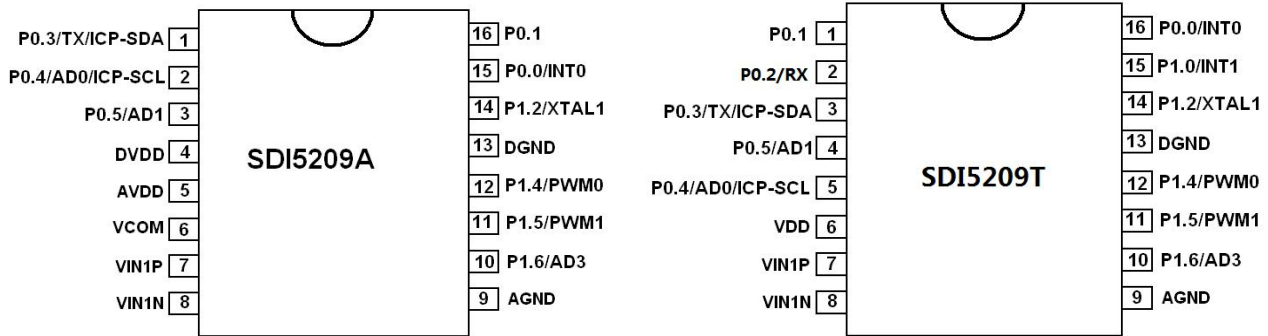 P0.3/TX/ICP-SDA 1
P0.4/AD0/ICP-SCL 2
P0.5/AD1 3
DVDD 4
AVDD 5
VCOM 6
VIN1P 7
VIN1N 8
SDI5209A
16 P0.1
15 P0.0/INT0
14 P1.2/XTAL1
13 DGND
12 P1.4/PWM0
11 P1.5/PWM1
10 P1.6/AD3
9 AGND
P0.1 1
P0.2/RX 2
P0.3/TX/ICP-SDA 3
P0.5/AD1 4
P0.4/AD0/ICP-SCL 5
VDD 6
VIN1P 7
VIN1N 8
SDI5209T
16 P0.0/INT0
15 P1.0/INT1
14 P1.2/XTAL1
13 DGND
12 P1.4/PWM0
11 P1.5/PWM1
10 P1.6/AD3
9 AGND